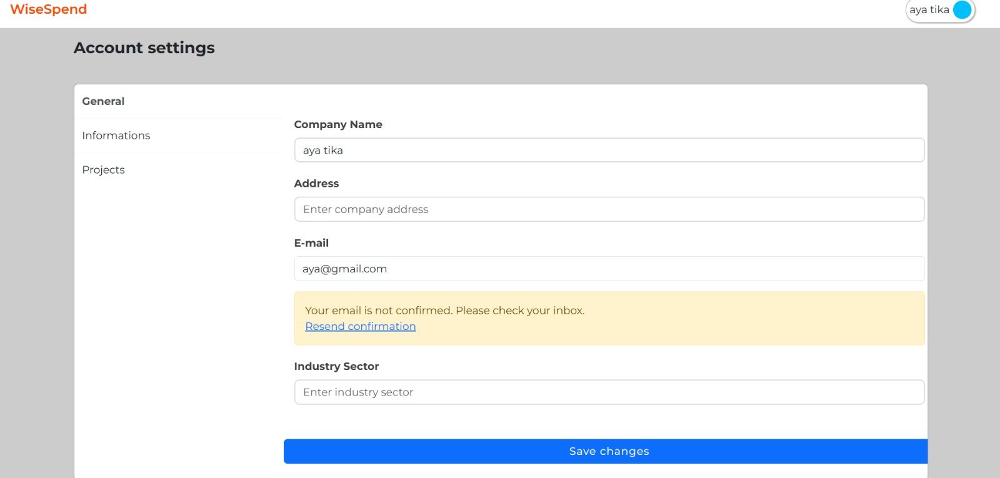 WiseSpend
aya tika
Account settings
General
Informations
Projects
Company Name
aya tika
Address
Enter company address
E-mail
aya@gmail.com
Your email is not confirmed. Please check your inbox.
Resend confirmation
Industry Sector
Enter industry sector
Save changes